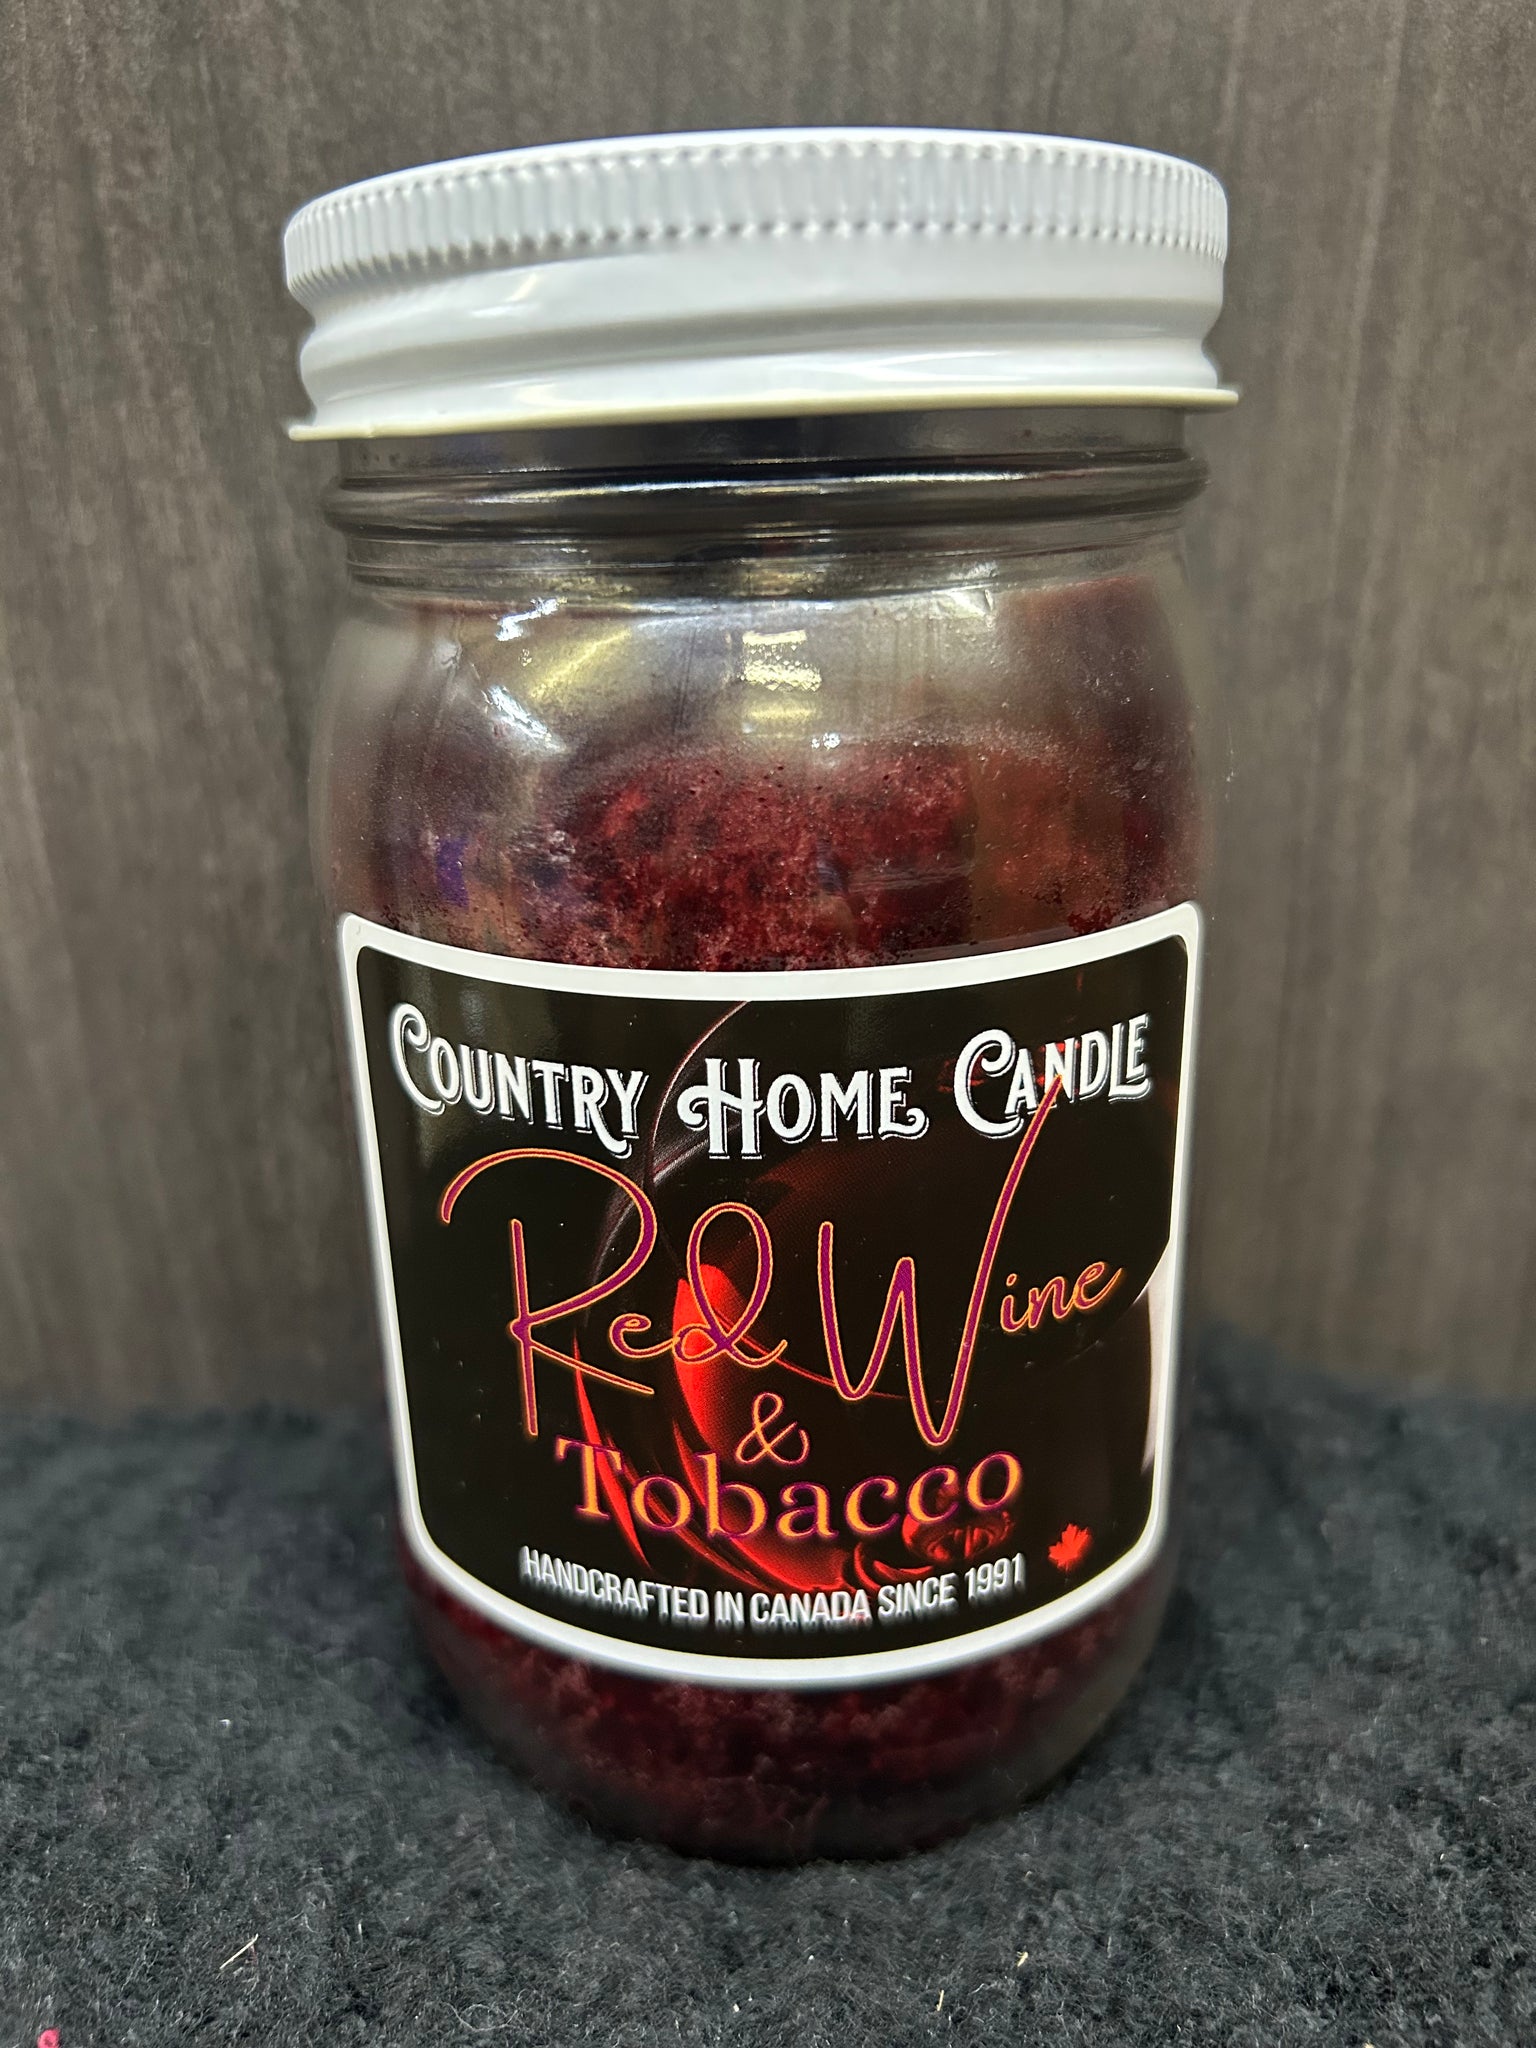 COUNTRY HOME CANDLE
Red Wine
&
Tobacco
HANDCRAFTED IN CANADA SINCE 1991